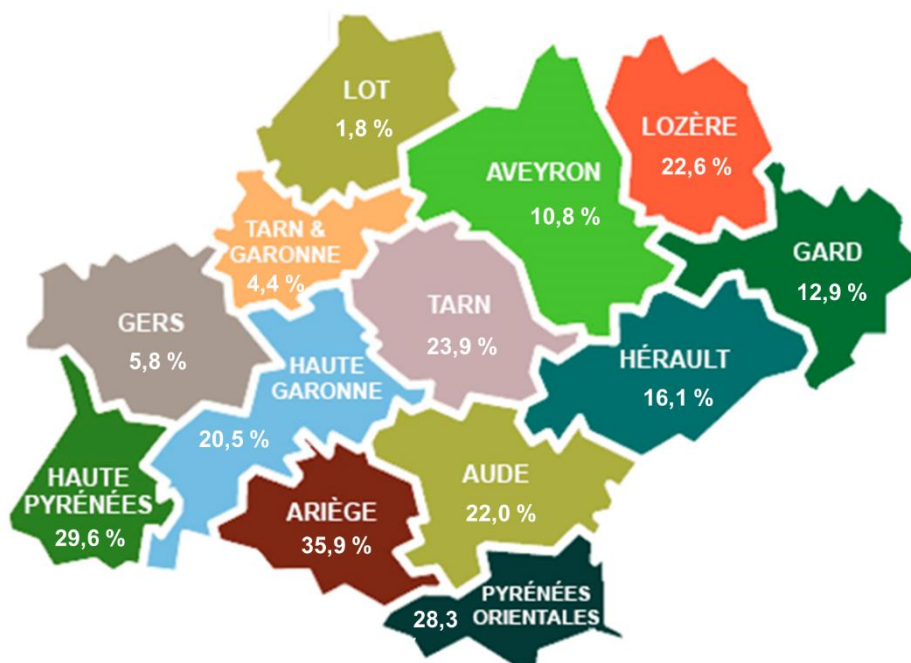 LOT
1,8 %
LOZÈRE
22,6 %
AVEYRON
10,8 %
TARN &
GARONNE
4,4 %
GARD
12,9 %
TARN
23,9 %
GERS
5,8 %
HAUTE
GARONNE
20,5 %
HÉRAULT
16,1 %
HAUTE
PYRÉNÉES
29,6 %
ARIÈGE
35,9 %
AUDE
22,0 %
PYRÉNÉES
ORIENTALES
28,3